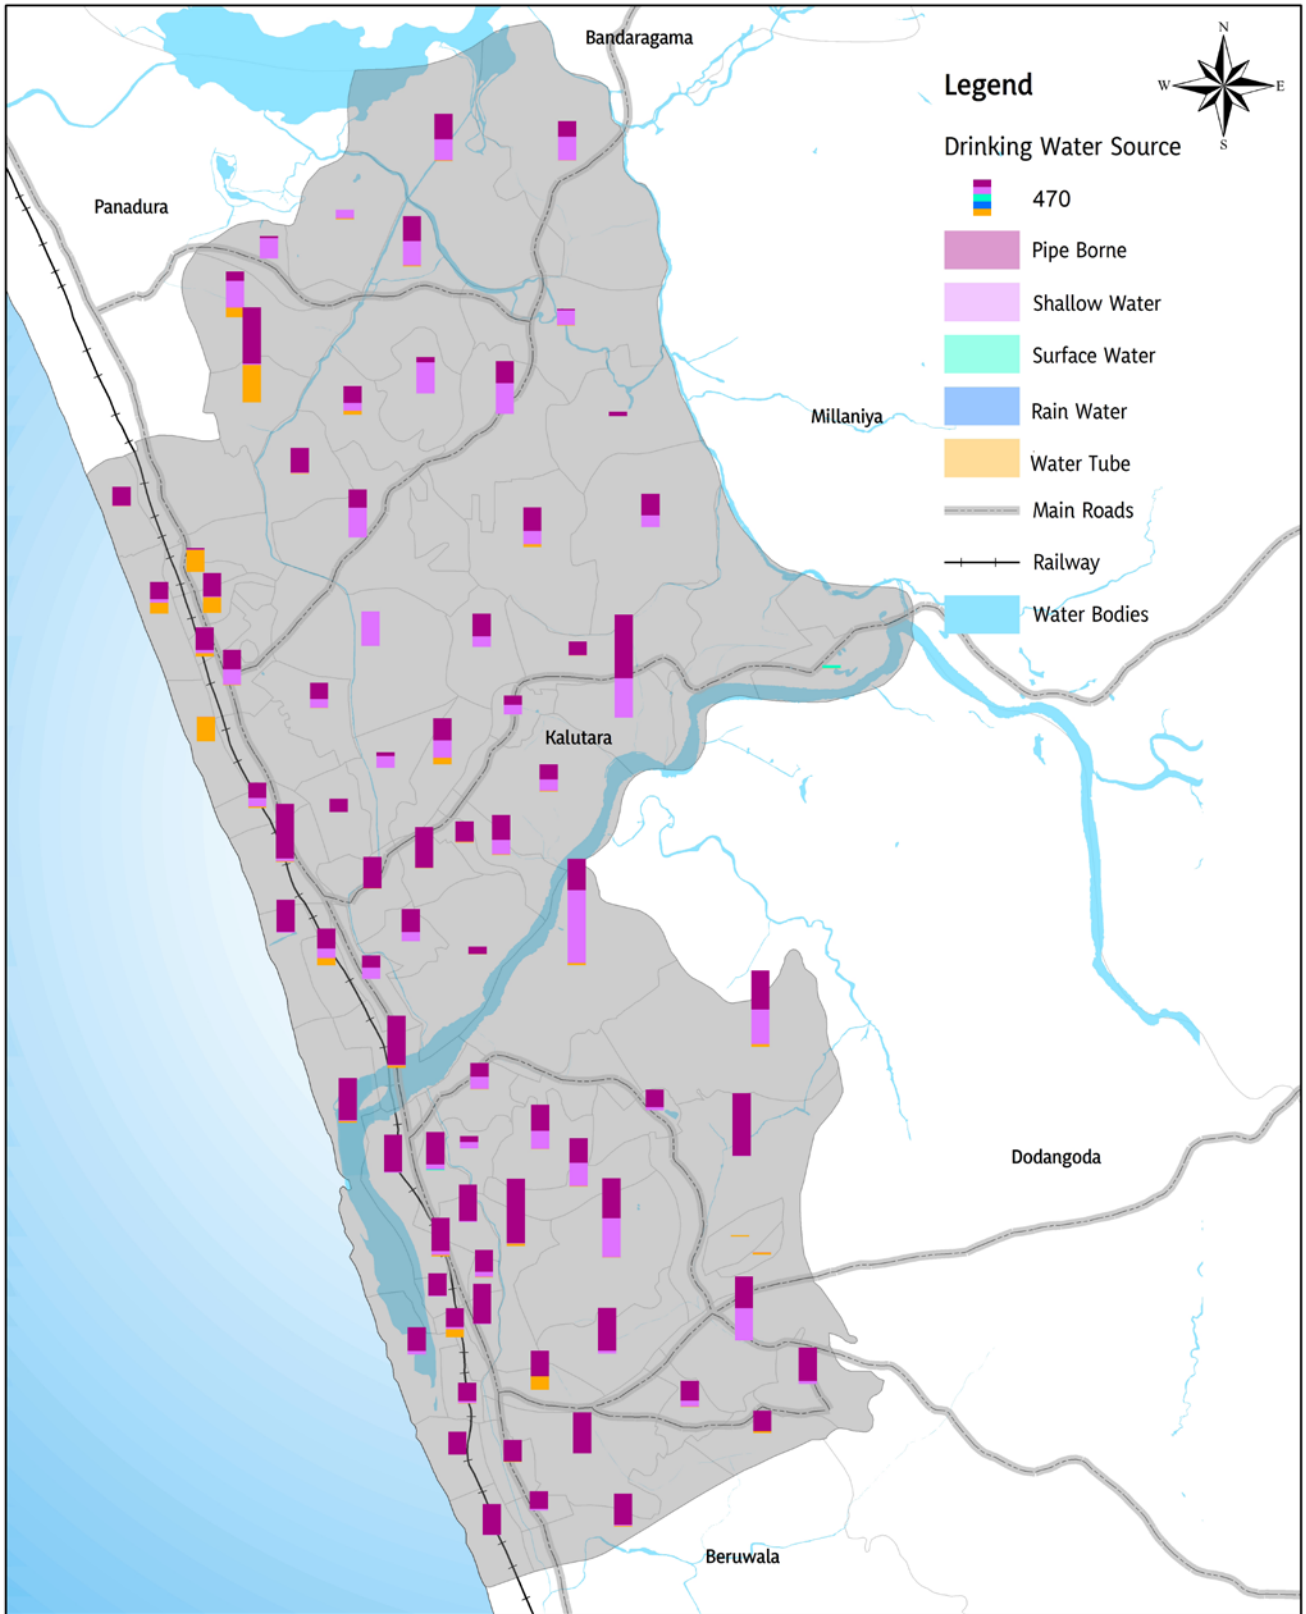 Bandaragama
N
Legend
W
E
S
Drinking Water Source
470
Panadura
Pipe Borne
Shallow Water
Surface Water
Rain Water
Millaniya
Water Tube
Main Roads
Railway
Water Bodies
Kalutara
Dodangoda
Beruwala